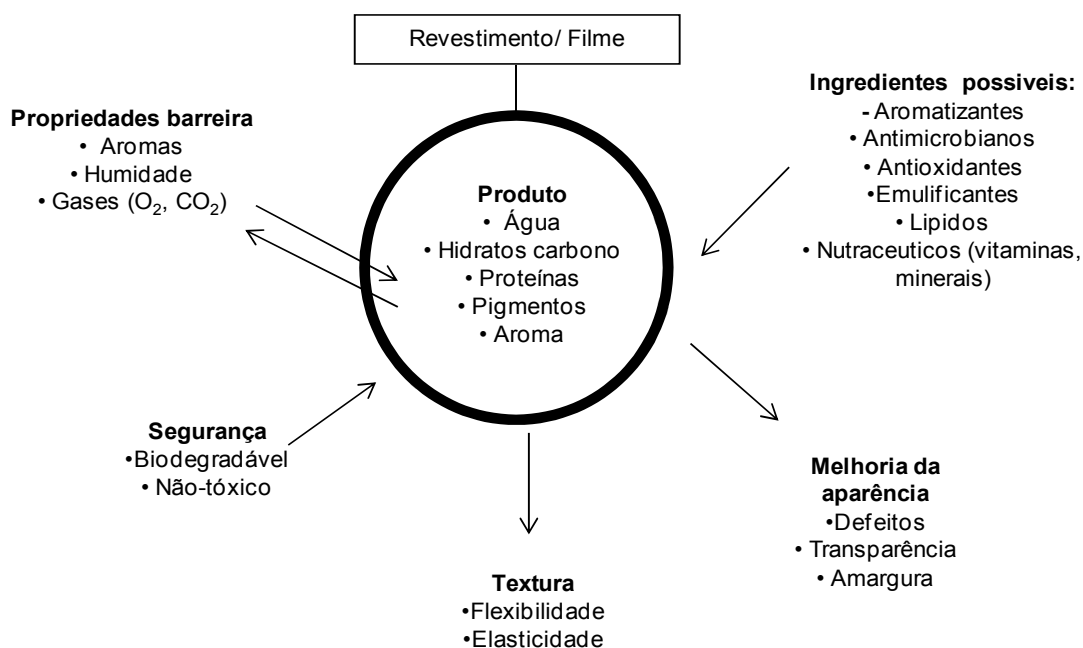 Revestimento/ Filme
Propriedades barreira
• Aromas
• Humidade
• Gases (O₂, CO₂)
Ingredientes possiveis:
- Aromatizantes
• Antimicrobianos
• Antioxidantes
•Emulificantes
• Lipidos
• Nutraceuticos (vitaminas,
minerais)
Produto
• Água
• Hidratos carbono
• Proteínas
• Pigmentos
• Aroma
Segurança
•Biodegradável
• Não-tóxico
Textura
•Flexibilidade
•Elasticidade
Melhoria da
aparência
•Defeitos
• Transparência
• Amargura